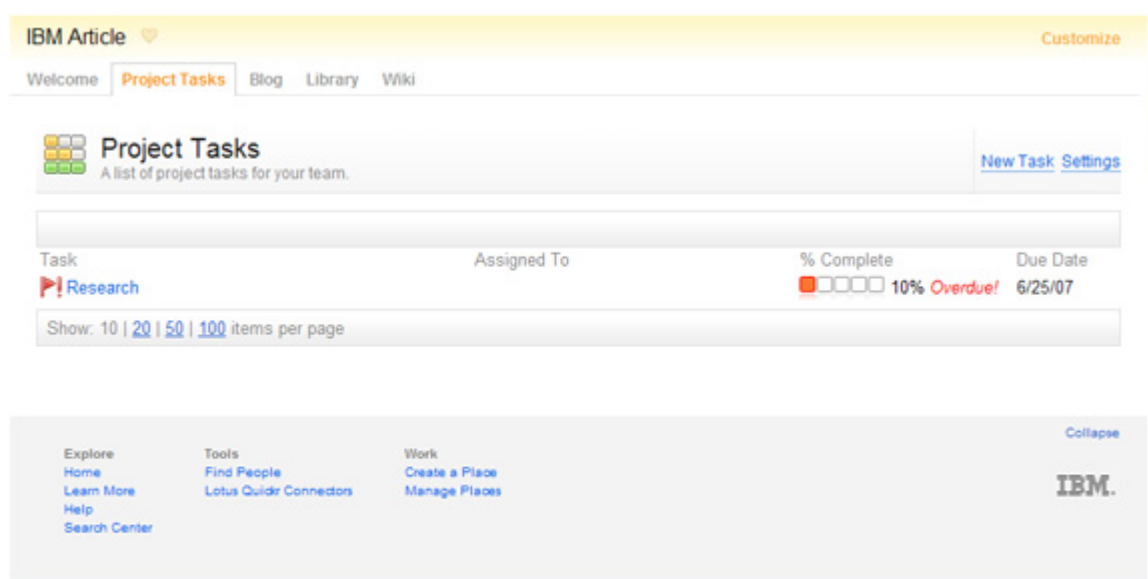 IBM Article
Customize
Welcome Project Tasks Blog Library Wiki
Project Tasks
A list of project tasks for your team.
New Task Settings
Task Assigned To % Complete Due Date
Research 10% Overdue! 6/25/07
Show: 10 | 20 | 50 | 100 items per page
Collapse
Explore Tools Work
Home Find People Create a Place
Learn More Lotus Quickr Connectors Manage Places
Help
Search Center
IBM.